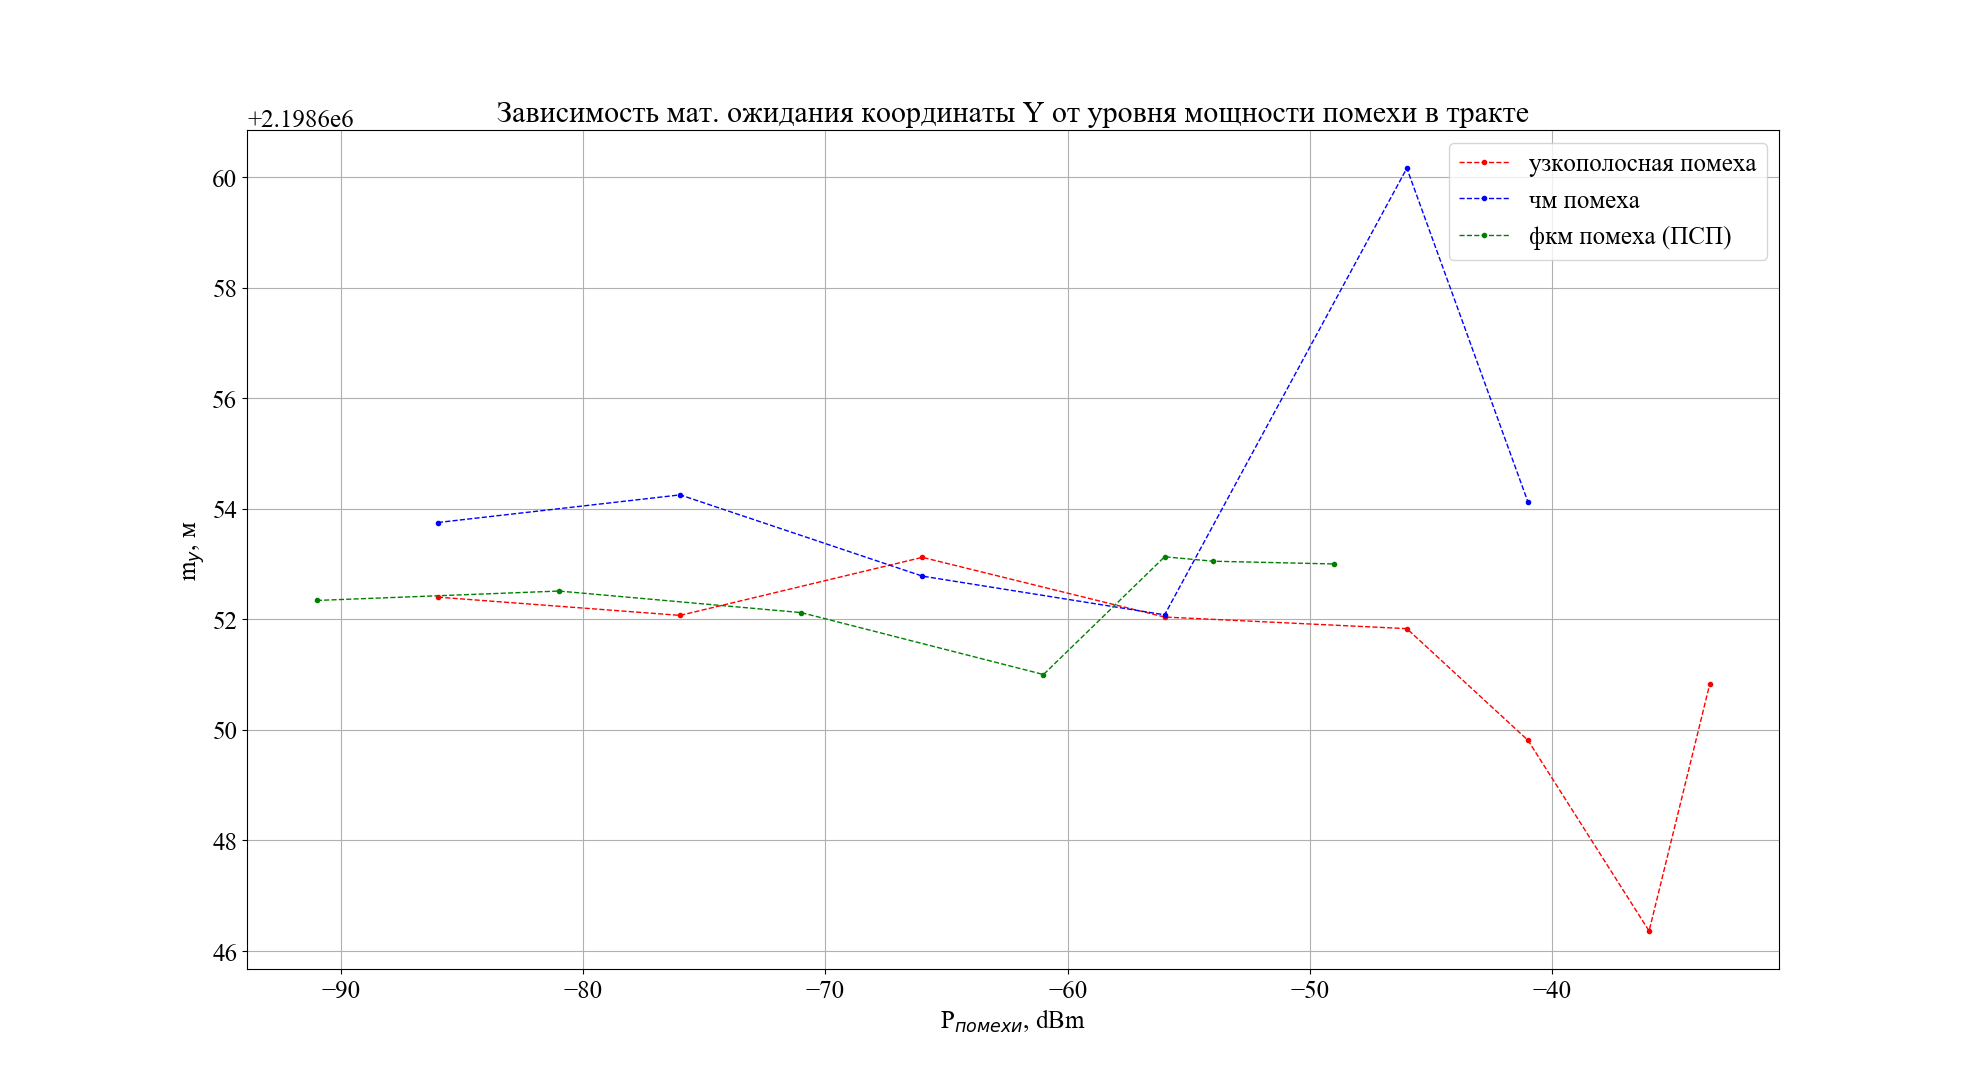 Зависимость мат. ожидания координаты Y от уровня мощности помехи в тракте
+2.1986e6
узкополосная помеха
чм помеха
фкм помеха (ПСП)
60
58
56
54
52
50
48
46
m_y, м
−90 −80 −70 −60 −50 −40
P_помехи, dBm